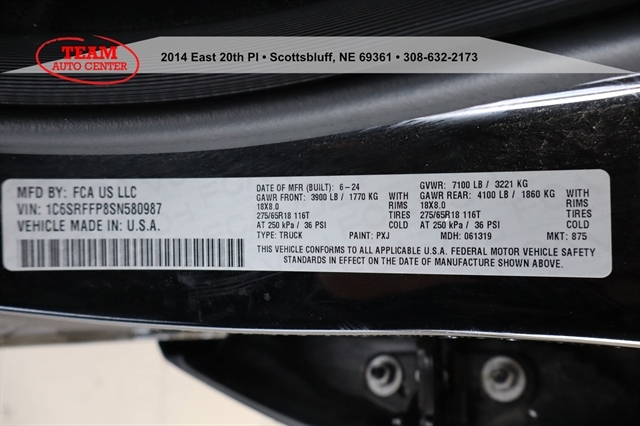 TEAM
AUTO CENTER
2014 East 20th Pl • Scottsbluff, NE 69361 • 308-632-2173
MFD BY: FCA US LLC
VIN: 1C6SRFFP8SN580987
VEHICLE MADE IN: U.S.A.
DATE OF MFR (BUILT): 6-24 GVWR: 7100 LB / 3221 KG
GAWR FRONT: 3900 LB / 1770 KG GAWR REAR: 4100 LB / 1860 KG
18X8.0 RIMS 18X8.0 RIMS
275/65R18 116T TIRES 275/65R18 116T TIRES
AT 250 kPa / 36 PSI COLD AT 250 kPa / 36 PSI COLD
TYPE: TRUCK PAINT: PXJ MDH: 061319 MKT: 875
THIS VEHICLE CONFORMS TO ALL APPLICABLE U.S.A. FEDERAL MOTOR VEHICLE SAFETY
STANDARDS IN EFFECT ON THE DATE OF MANUFACTURE SHOWN ABOVE.